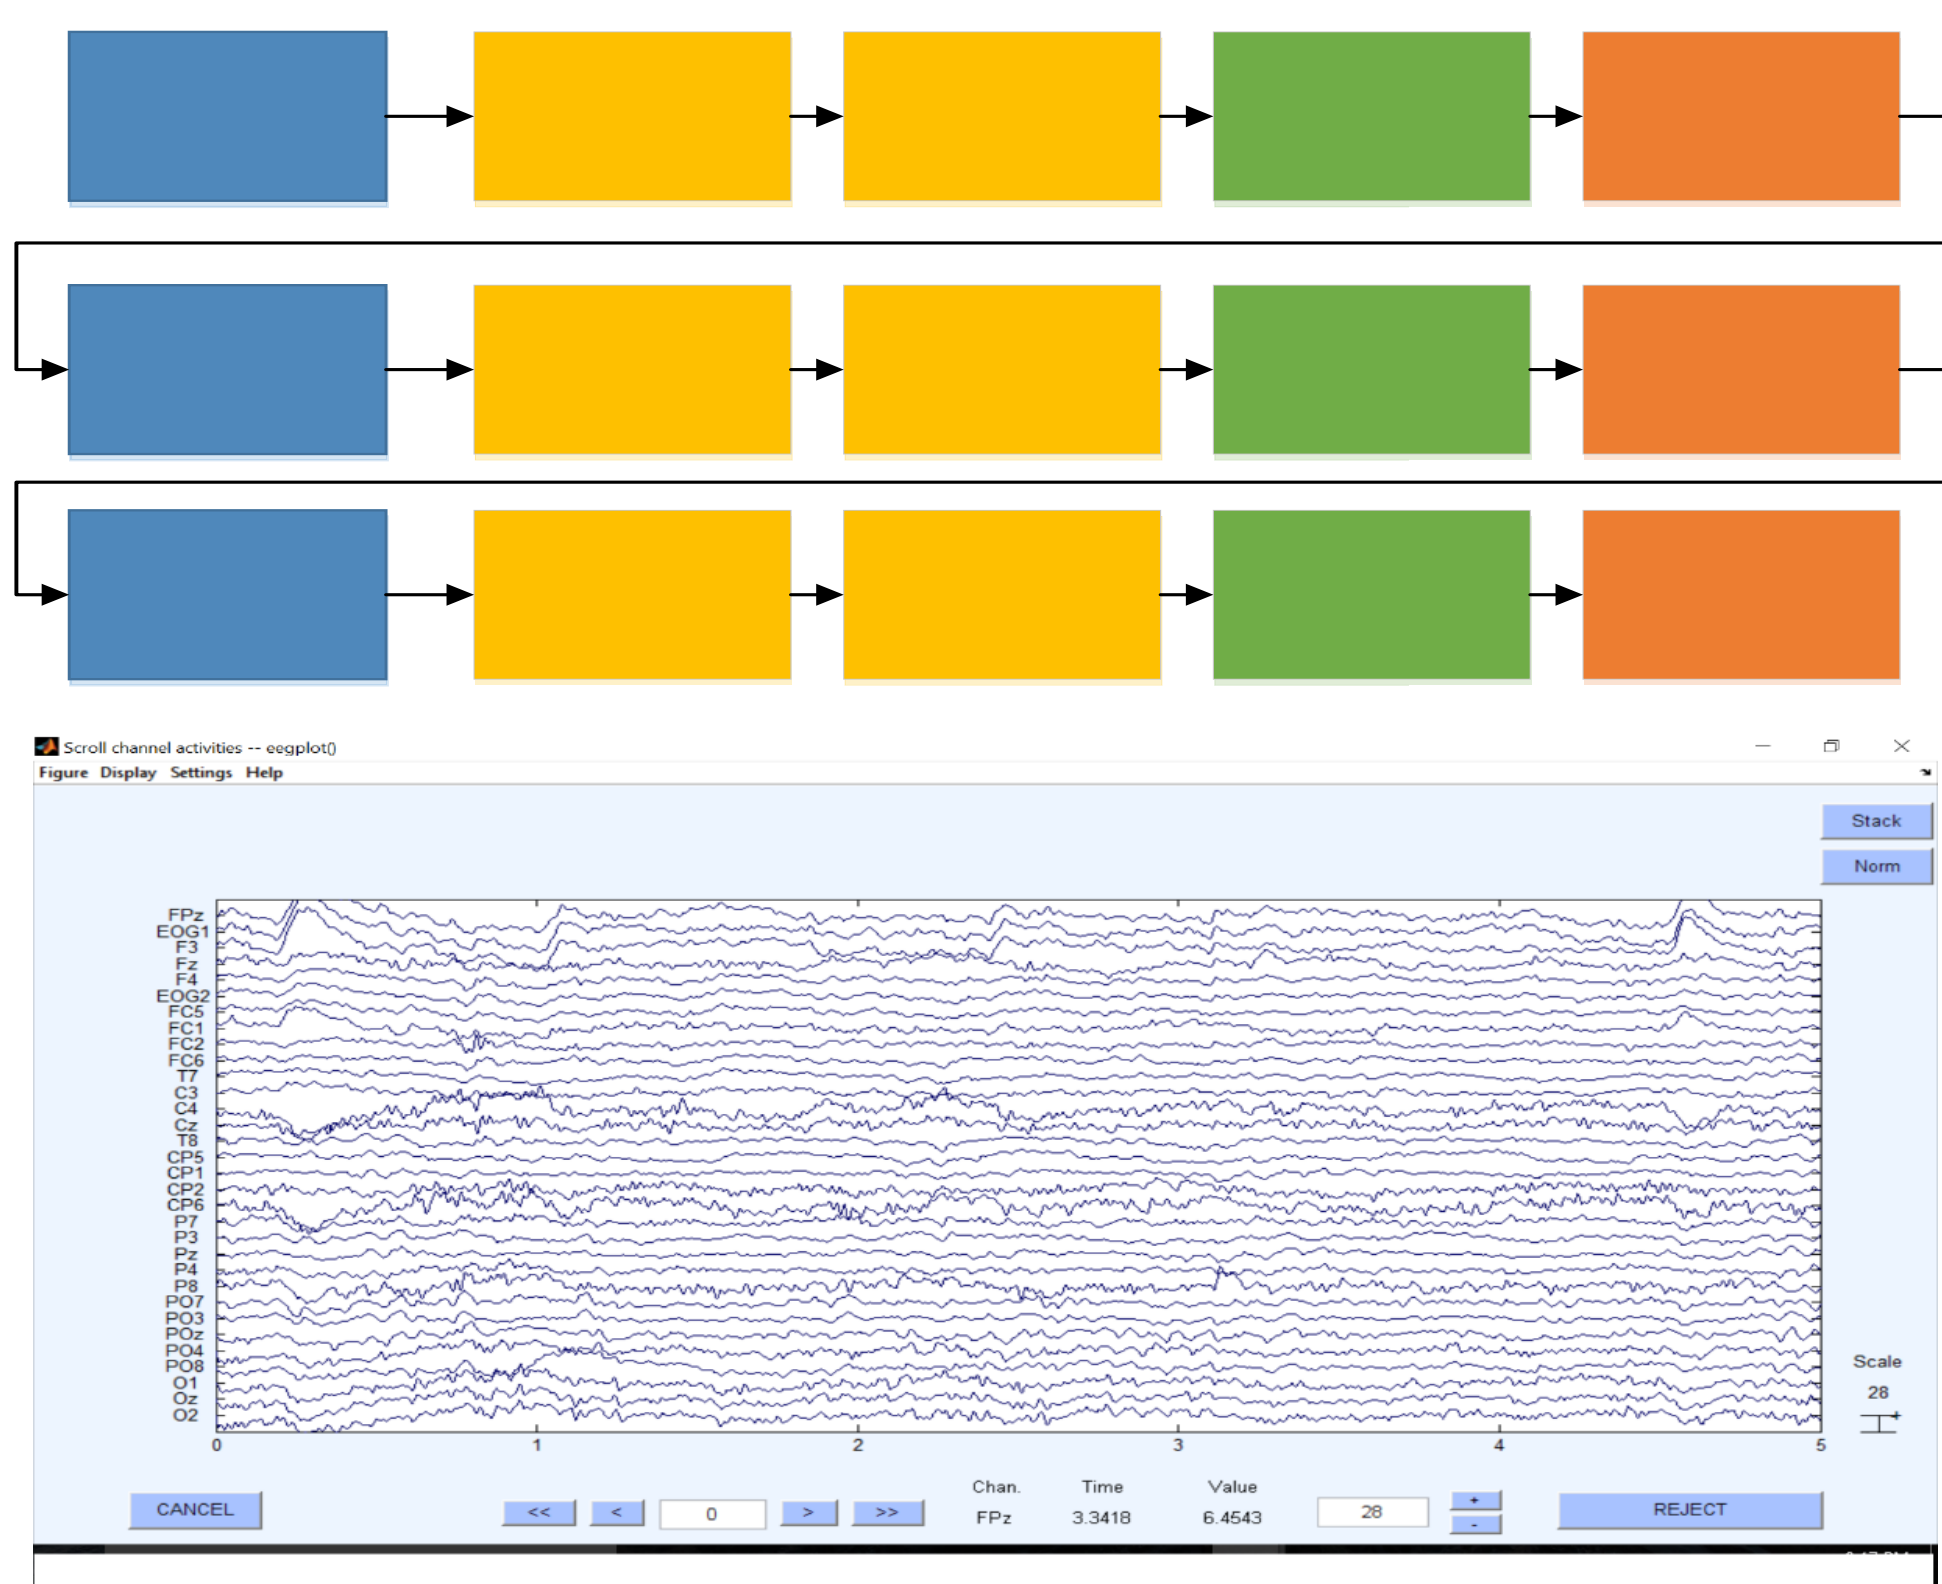 Scroll channel activities -- eegplot()
Figure Display Settings Help
Stack
Norm
FPz
EOG1
F3
Fz
F4
EOG2
FC5
FC1
FC2
FC6
T7
C3
C4
Cz
T8
CP5
CP1
CP2
CP6
P7
P3
Pz
P4
P8
PO7
PO3
POz
PO4
PO8
O1
Oz
O2
0 1 2 3 4 5
Scale
28
+
Chan. Time Value
FPz 3.3418 6.4543
CANCEL << < 0 > >> 28 + - REJECT